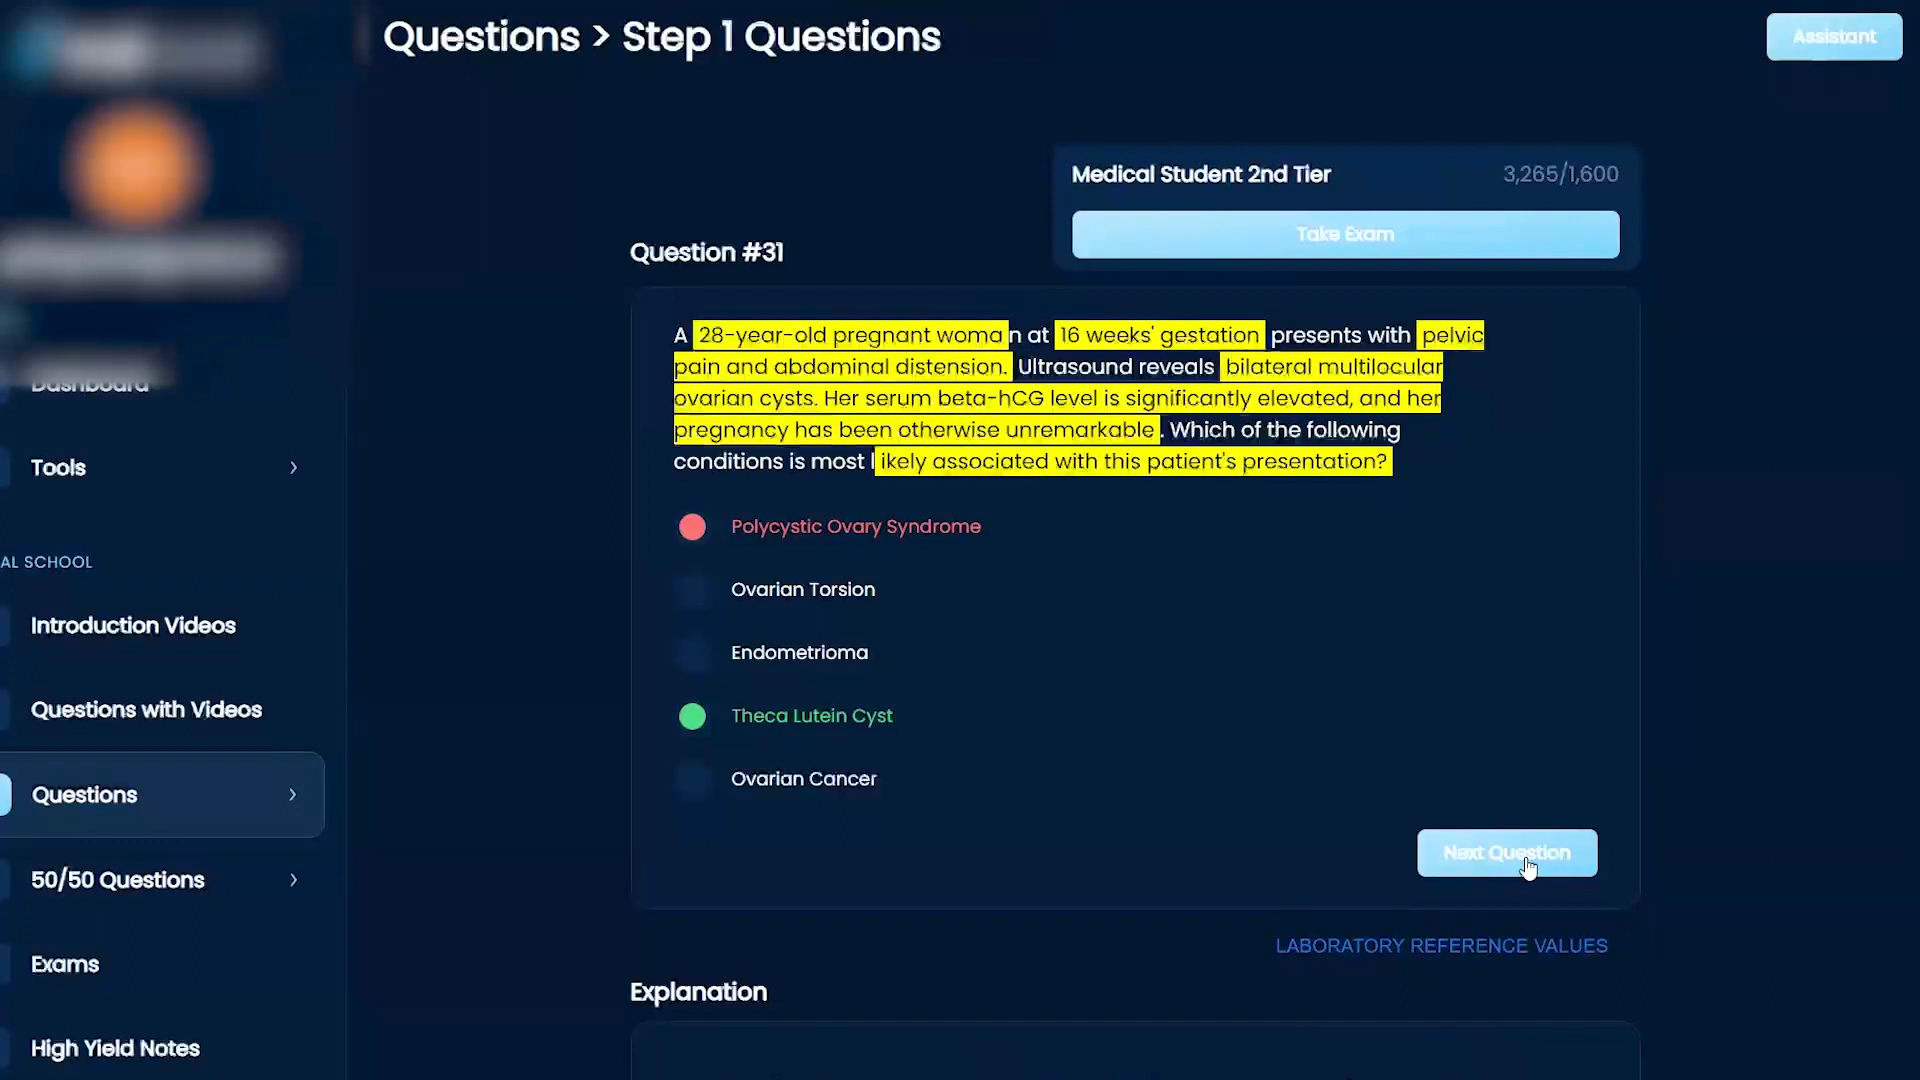 Questions > Step 1 Questions
Assistant
Medical Student 2nd Tier
3,265/1,600
Take Exam
Question #31
A 28-year-old pregnant woman at 16 weeks' gestation presents with pelvic
pain and abdominal distension. Ultrasound reveals bilateral multilocular
ovarian cysts. Her serum beta-hCG level is significantly elevated, and her
pregnancy has been otherwise unremarkable. Which of the following
conditions is most likely associated with this patient's presentation?
Polycystic Ovary Syndrome
Ovarian Torsion
Endometrioma
Theca Lutein Cyst
Ovarian Cancer
Next Question
LABORATORY REFERENCE VALUES
Explanation
Dashboard
Tools
AL SCHOOL
Introduction Videos
Questions with Videos
Questions
50/50 Questions
Exams
High Yield Notes